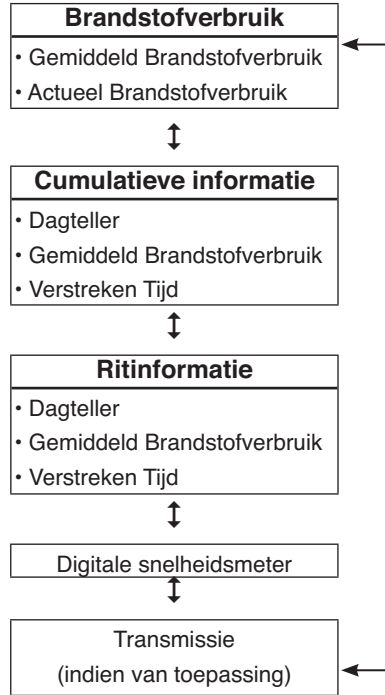 Brandstofverbruik
• Gemiddeld Brandstofverbruik
• Actueel Brandstofverbruik
Cumulatieve informatie
• Dagteller
• Gemiddeld Brandstofverbruik
• Verstreken Tijd
Ritinformatie
• Dagteller
• Gemiddeld Brandstofverbruik
• Verstreken Tijd
Digitale snelheidsmeter
Transmissie
(indien van toepassing)